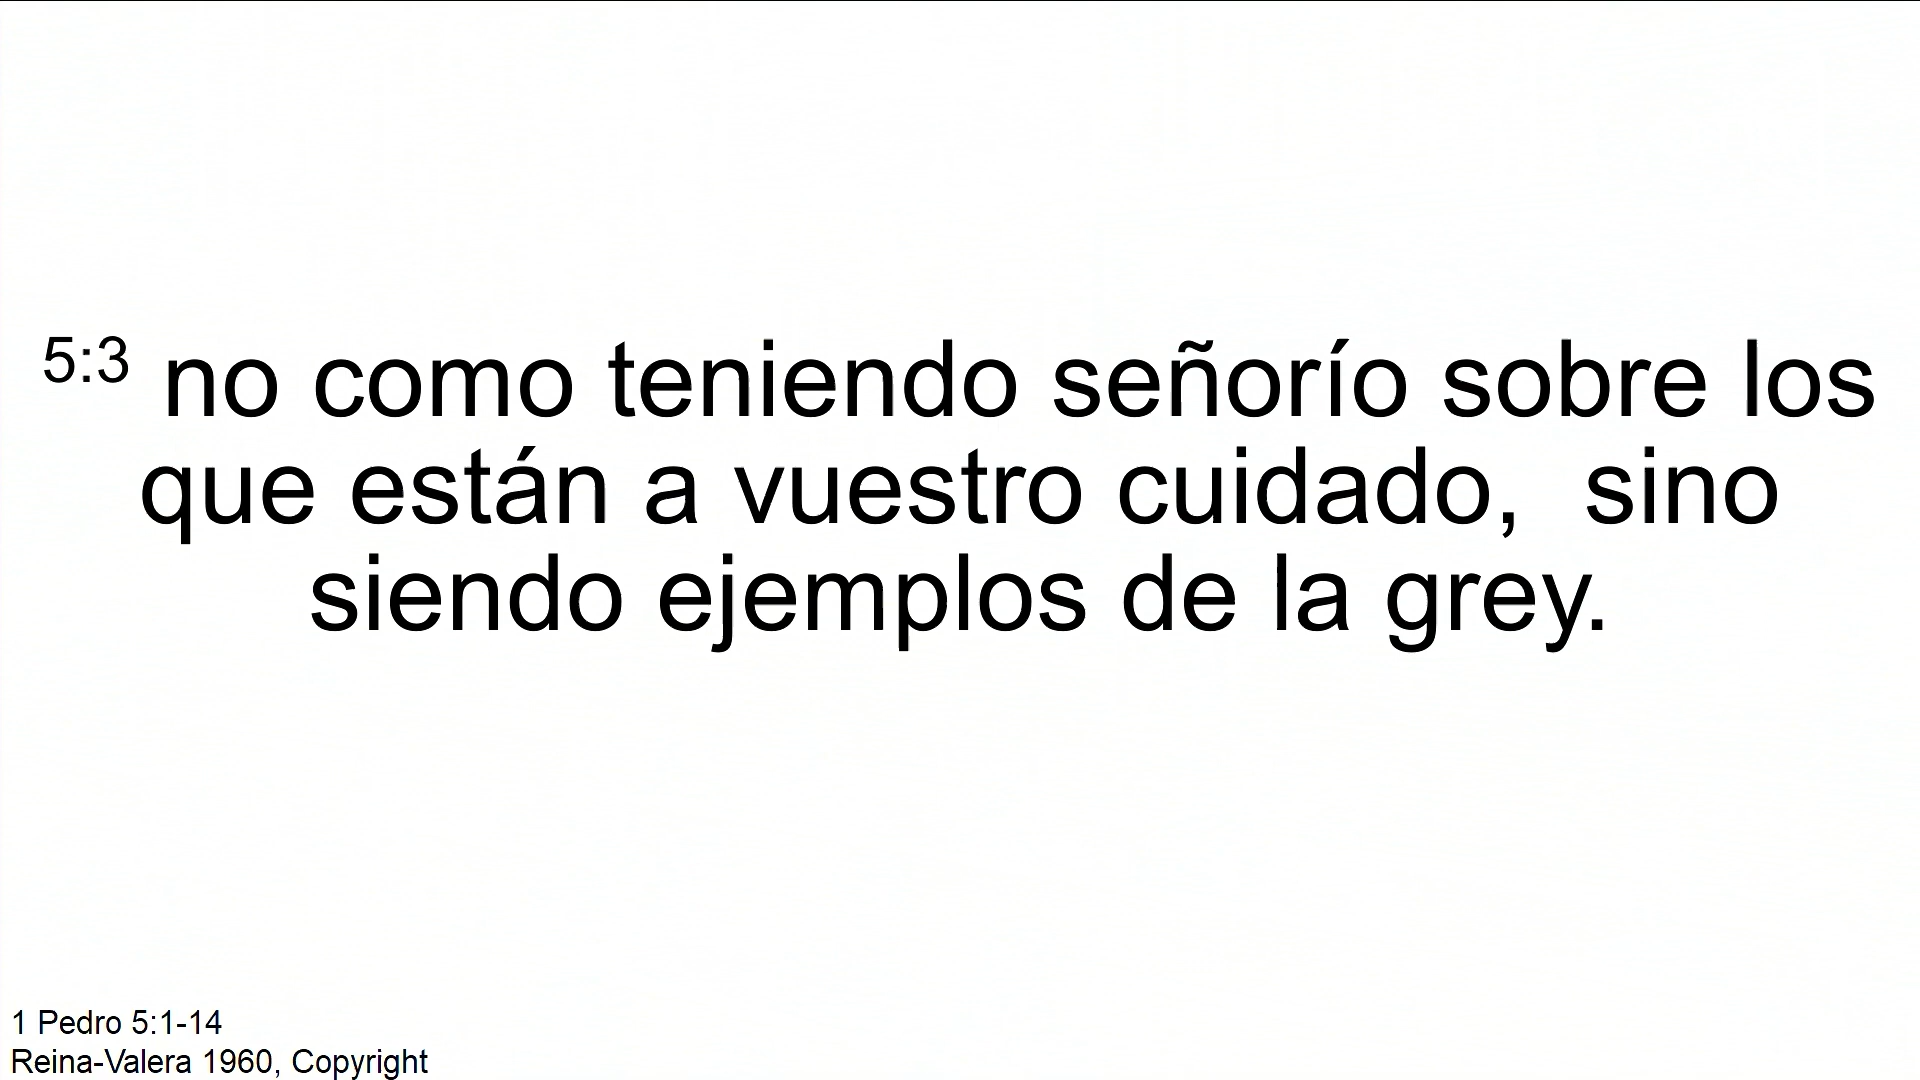 5:3 no como teniendo señorío sobre los
que están a vuestro cuidado,  sino
siendo ejemplos de la grey.
1 Pedro 5:1-14
Reina-Valera 1960, Copyright